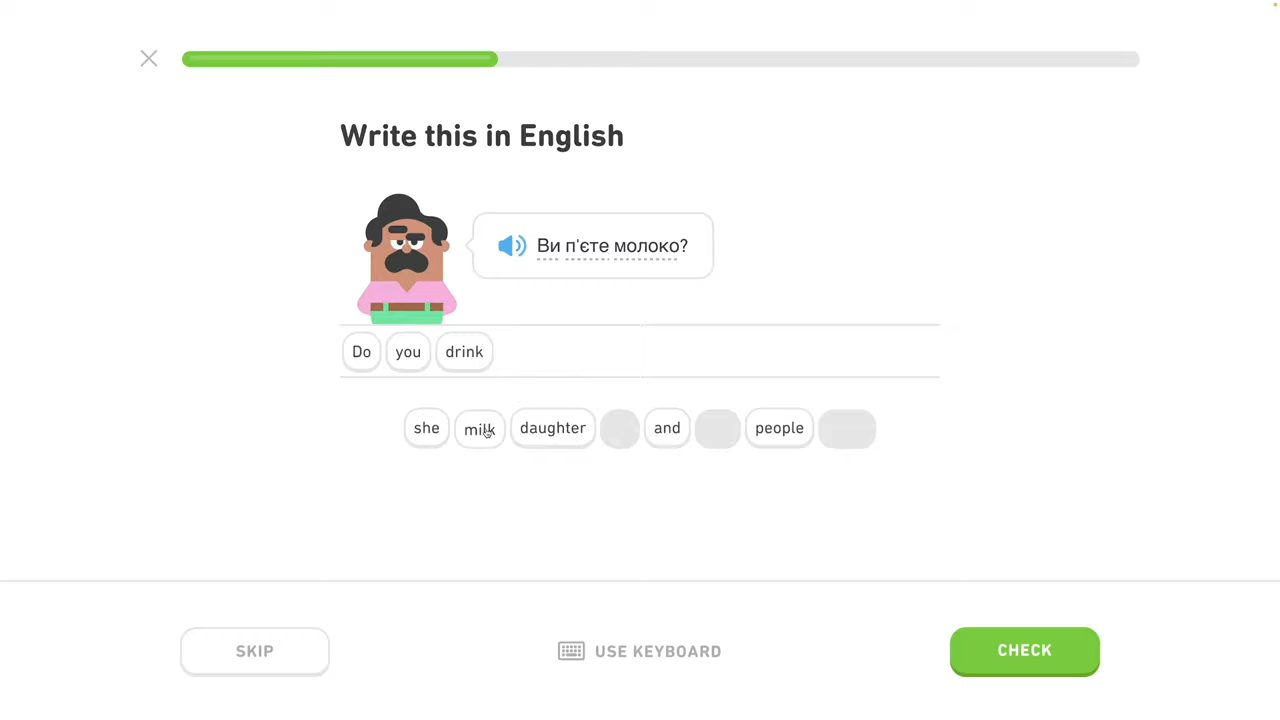 Write this in English
Ви п'єте молоко?
Do you drink
she milk daughter and people
SKIP
USE KEYBOARD
CHECK